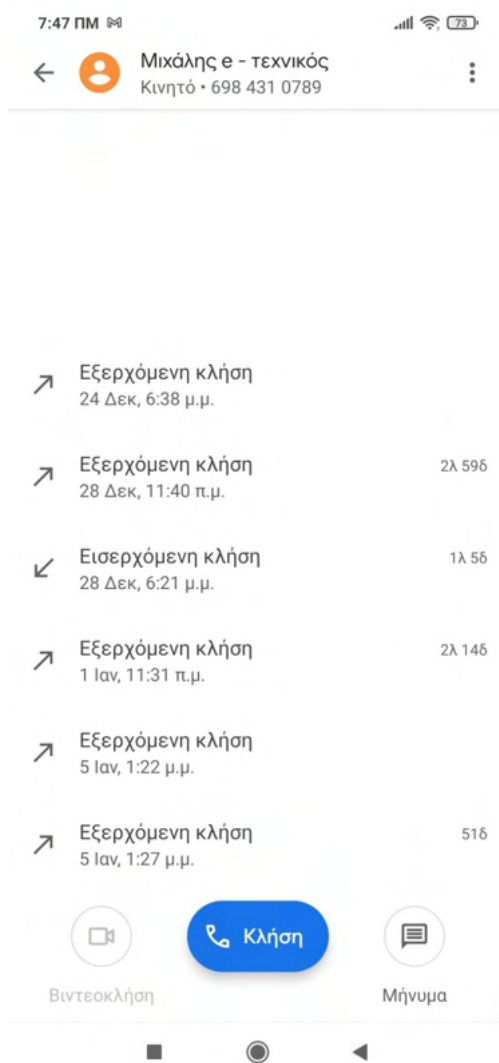 7:47 ΠΜ
73
Μιχάλης e - τεχνικός
Κινητό • 698 431 0789
Εξερχόμενη κλήση
24 Δεκ, 6:38 μ.μ.
Εξερχόμενη κλήση 2λ 59δ
28 Δεκ, 11:40 π.μ.
Εισερχόμενη κλήση 1λ 5δ
28 Δεκ, 6:21 μ.μ.
Εξερχόμενη κλήση 2λ 14δ
1 Ιαν, 11:31 π.μ.
Εξερχόμενη κλήση
5 Ιαν, 1:22 μ.μ.
Εξερχόμενη κλήση 51δ
5 Ιαν, 1:27 μ.μ.
Κλήση
Βιντεοκλήση Μήνυμα